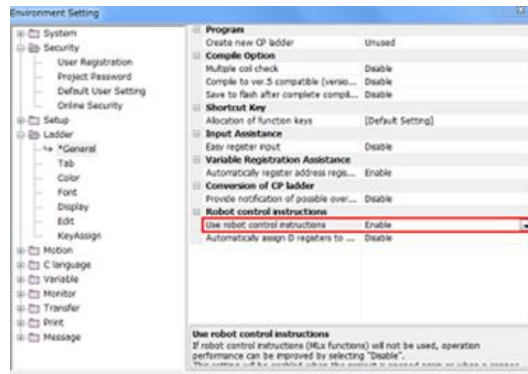 Environment Setting
System
Security
User Registration
Project Password
Default User Setting
Online Security
Setup
Ladder
*General
Tab
Color
Font
Display
Edit
KeyAssign
Motion
C language
Variable
Monitor
Transfer
Print
Message
Program
Create new CP ladder Unused
Compile Option
Multiple coil check Disable
Compile to ver.5 compatible (versio... Disable
Save to flash after complete compil... Disable
Shortcut Key
Allocation of function keys [Default Setting]
Input Assistance
Easy register input Disable
Variable Registration Assistance
Automatically register address regis... Enable
Conversion of CP ladder
Provide notification of possible over... Disable
Robot control instructions
Use robot control instructions Enable
Automatically assign D registers to ... Disable
Use robot control instructions
If robot control instructions (MLx functions) will not be used, operation
performance can be improved by selecting "Disable".